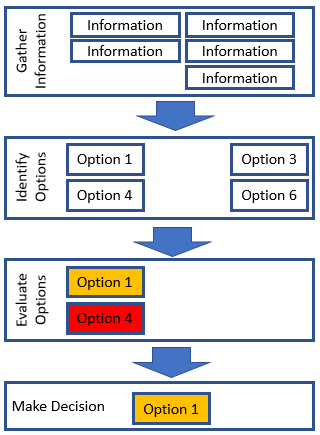 Gather
Information
Information Information
Information Information
Information
Identify
Options
Option 1 Option 3
Option 4 Option 6
Evaluate
Options
Option 1
Option 4
Make Decision Option 1